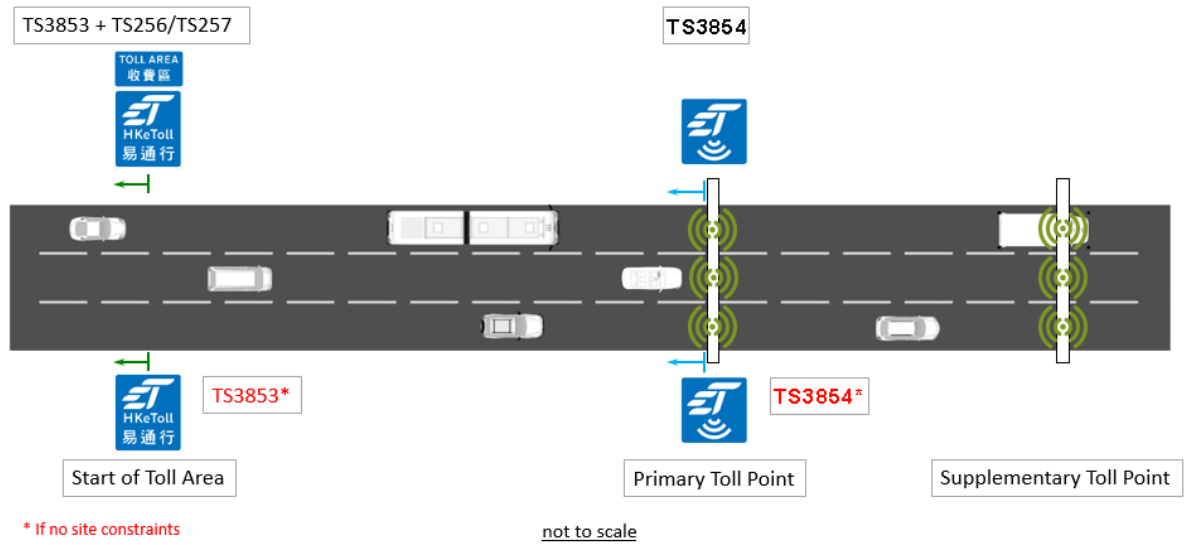 TS3853 + TS256/TS257
TS3854
TOLL AREA
收費區
HKeToll
易通行
TS3853*
TS3854*
HKeToll
易通行
Start of Toll Area
Primary Toll Point
Supplementary Toll Point
* If no site constraints
not to scale